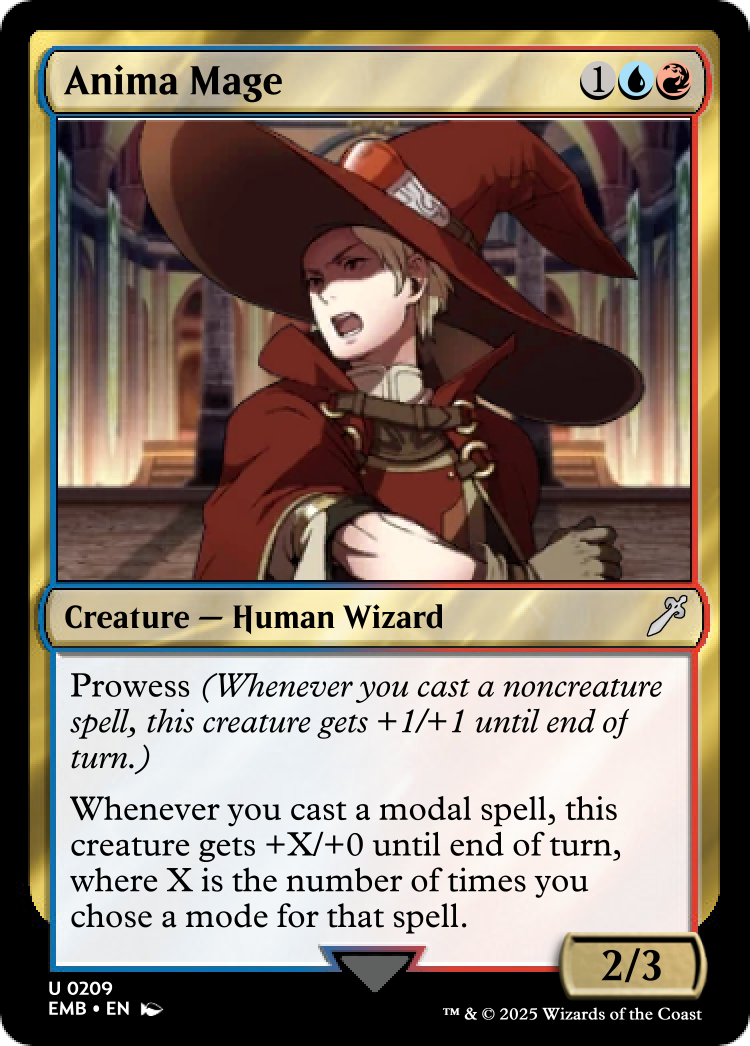 Anima Mage 1
Creature — Human Wizard
Prowess (Whenever you cast a noncreature
spell, this creature gets +1/+1 until end of
turn.)
Whenever you cast a modal spell, this
creature gets +X/+0 until end of turn,
where X is the number of times you
chose a mode for that spell.
2/3
U 0209
EMB • EN
™ & © 2025 Wizards of the Coast